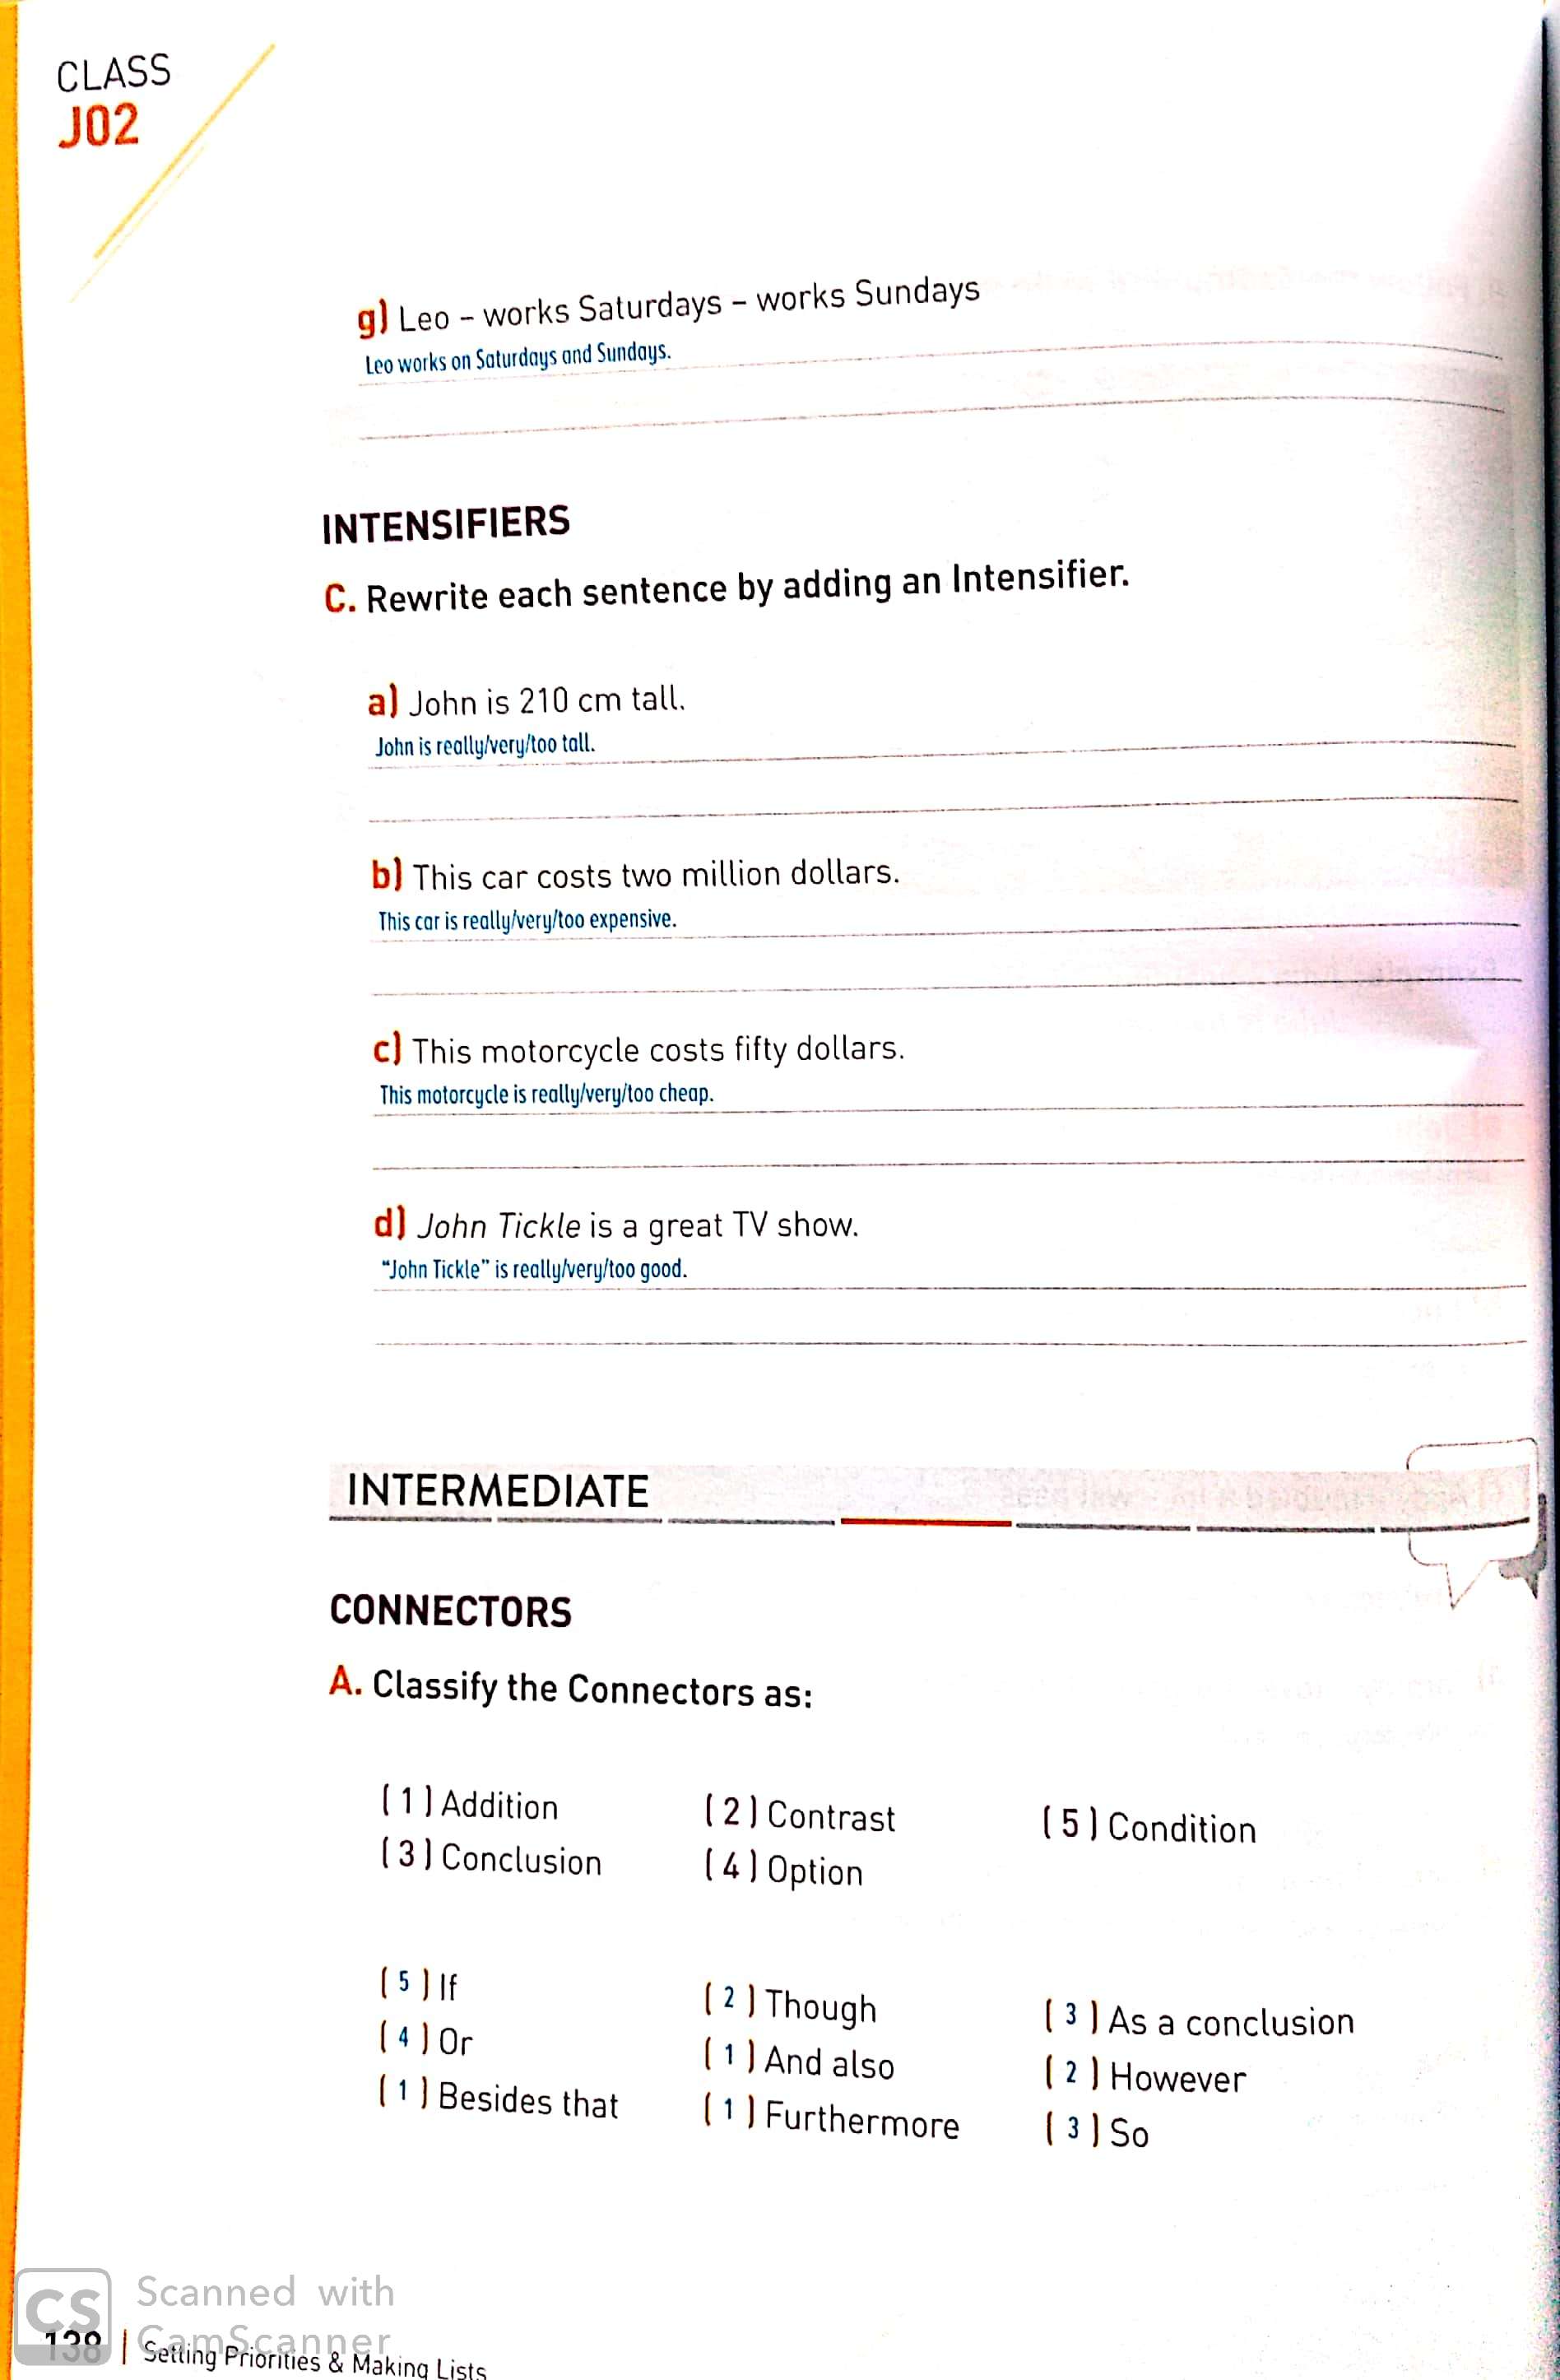 CLASS
J02
g) Leo – works Saturdays – works Sundays
Leo works on Saturdays and Sundays.
INTENSIFIERS
C. Rewrite each sentence by adding an Intensifier.
a) John is 210 cm tall.
John is really/very/too tall.
b) This car costs two million dollars.
This car is really/very/too expensive.
c) This motorcycle costs fifty dollars.
This motorcycle is really/very/too cheap.
d) John Tickle is a great TV show.
“John Tickle” is really/very/too good.
INTERMEDIATE
CONNECTORS
A. Classify the Connectors as:
( 1 ) Addition ( 2 ) Contrast ( 5 ) Condition
( 3 ) Conclusion ( 4 ) Option
( 5 ) If ( 2 ) Though ( 3 ) As a conclusion
( 4 ) Or ( 1 ) And also ( 2 ) However
( 1 ) Besides that ( 1 ) Furthermore ( 3 ) So
CS Scanned with
CamScanner
138 | Setting Priorities & Making Lists